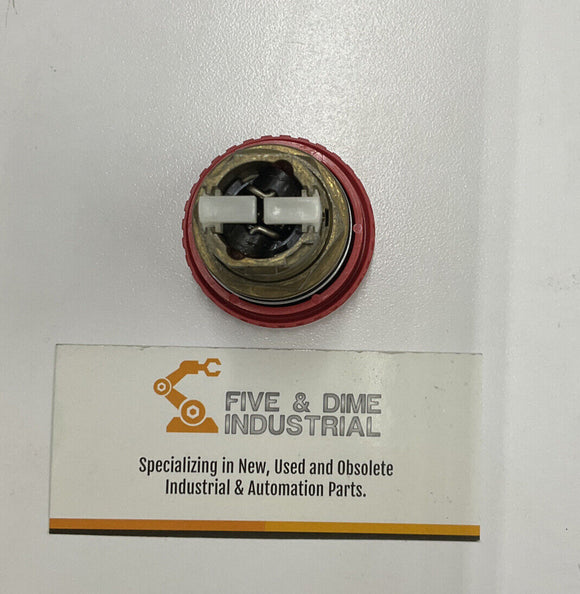 FIVE & DIME
INDUSTRIAL
Specializing in New, Used and Obsolete
Industrial & Automation Parts.